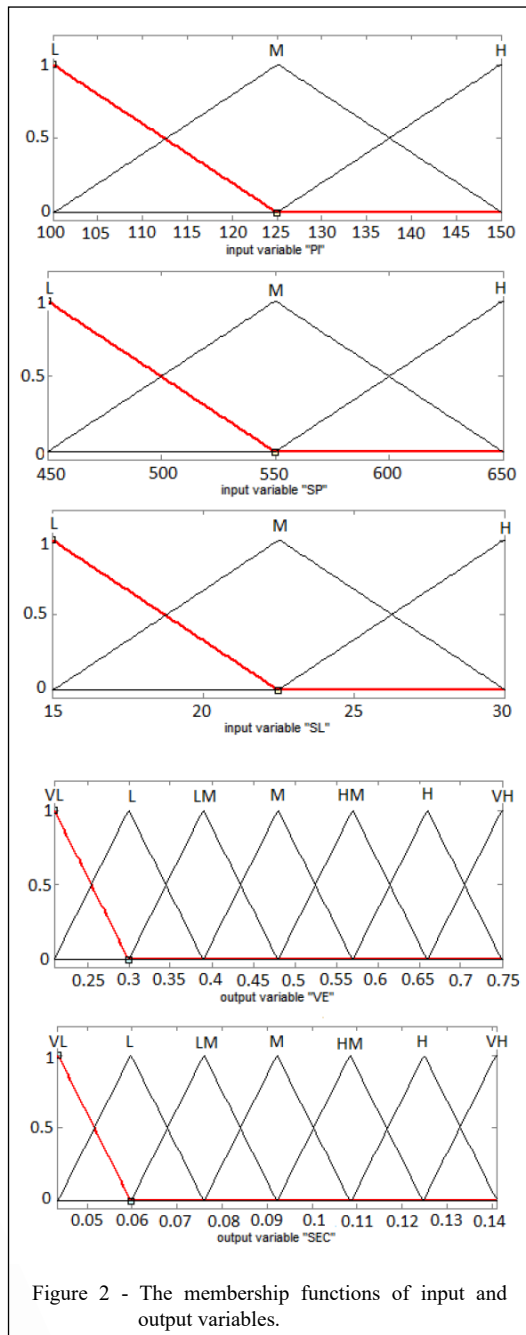 L M H
1
0.5
0
100 105 110 115 120 125 130 135 140 145 150
input variable "PI"
L M H
1
0.5
0
450 500 550 600 650
input variable "SP"
L M H
1
0.5
0
15 20 25 30
input variable "SL"
VL L LM M HM H VH
1
0.5
0
0.25 0.3 0.35 0.4 0.45 0.5 0.55 0.6 0.65 0.7 0.75
output variable "VE"
VL L LM M HM H VH
1
0.5
0
0.05 0.06 0.07 0.08 0.09 0.1 0.11 0.12 0.13 0.14
output variable "SEC"
Figure 2 - The membership functions of input and
output variables.